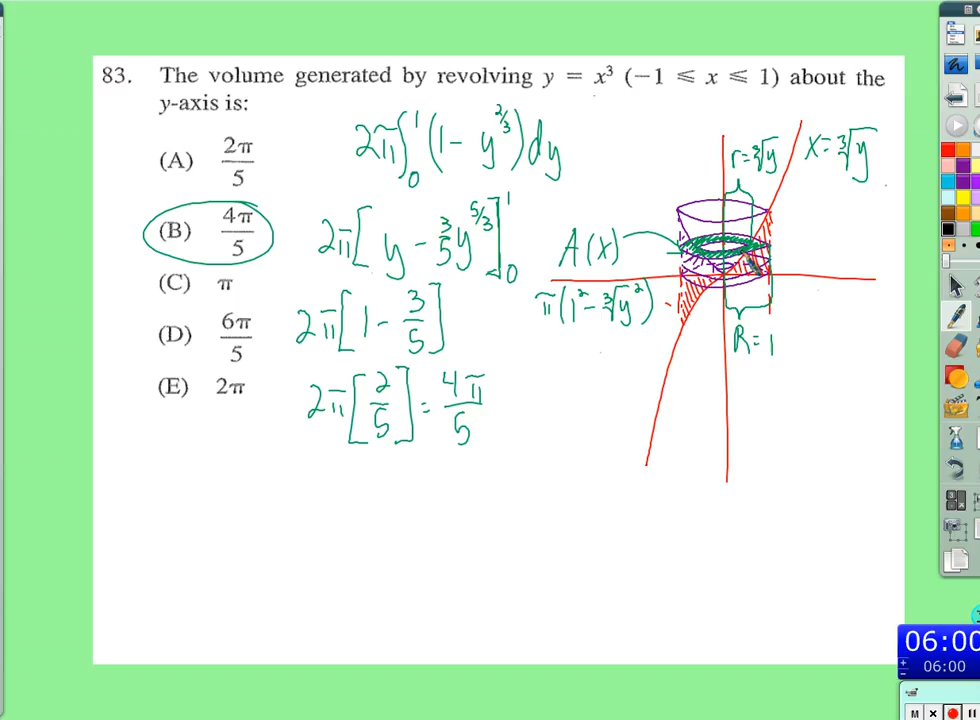 83. The volume generated by revolving y = x³ (−1 ≤ x ≤ 1) about the
y-axis is:
(A) 2π/5
(B) 4π/5
(C) π
(D) 6π/5
(E) 2π
2π∫₀¹ (1 − y^(2/3)) dy
2π[y − 3/5 y^(5/3)]₀¹
2π[1 − 3/5]
2π[2/5] = 4π/5
r = ∛y
x = ∛y
A(x)
π(1² − ∛y²)
R = 1
06:00
06:00
M